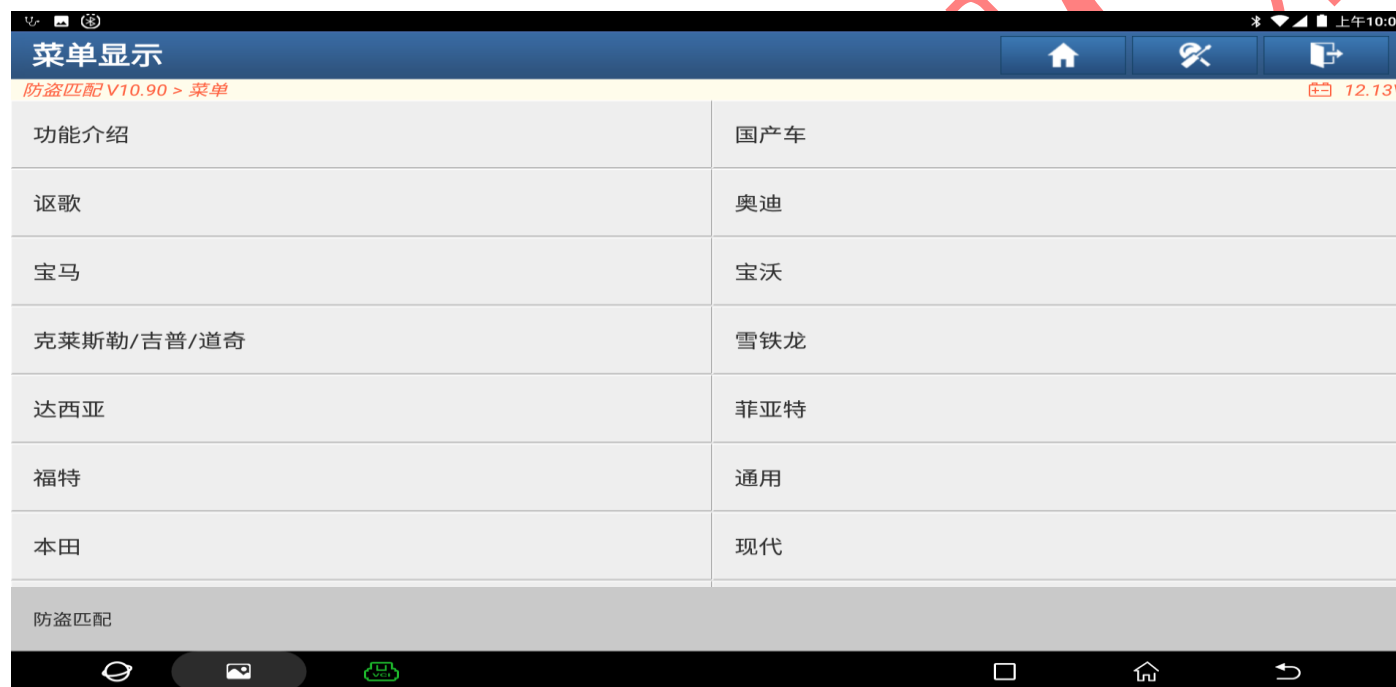 上午10:0
菜单显示
防盗匹配 V10.90 > 菜单
12.13V
功能介绍
国产车
讴歌
奥迪
宝马
宝沃
克莱斯勒/吉普/道奇
雪铁龙
达西亚
菲亚特
福特
通用
本田
现代
防盗匹配
VCI